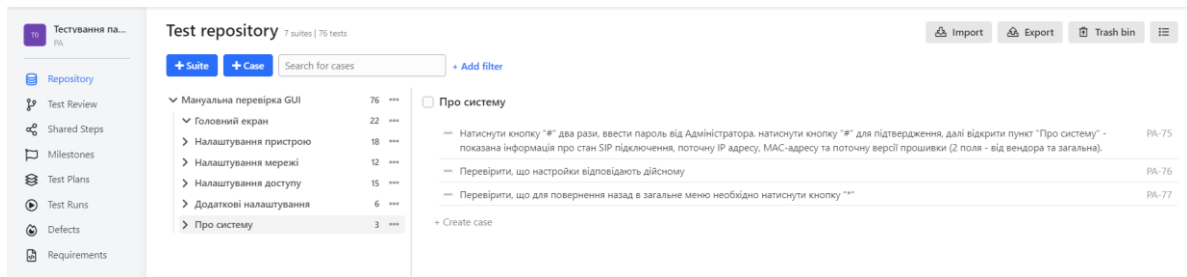 TO
Тестування па...
PA
Repository
Test Review
Shared Steps
Milestones
Test Plans
Test Runs
Defects
Requirements
Test repository 7 suites | 76 tests
Import
Export
Trash bin
+ Suite
+ Case
Search for cases
+ Add filter
Мануальна перевірка GUI 76
Головний екран 22
Налаштування пристрою 18
Налаштування мережі 12
Налаштування доступу 15
Додаткові налаштування 6
Про систему 3
Про систему
Натиснути кнопку "#" два рази, ввести пароль від Адміністратора. натиснути кнопку "#" для підтвердження, далі відкрити пункт "Про систему" - PA-75
показана інформація про стан SIP підключення, поточну IP адресу, MAC-адресу та поточну версії прошивки (2 поля - від вендора та загальна).
Перевірити, що настройки відповідають дійсному PA-76
Перевірити, що для повернення назад в загальне меню необхідно натиснути кнопку "*" PA-77
+ Create case